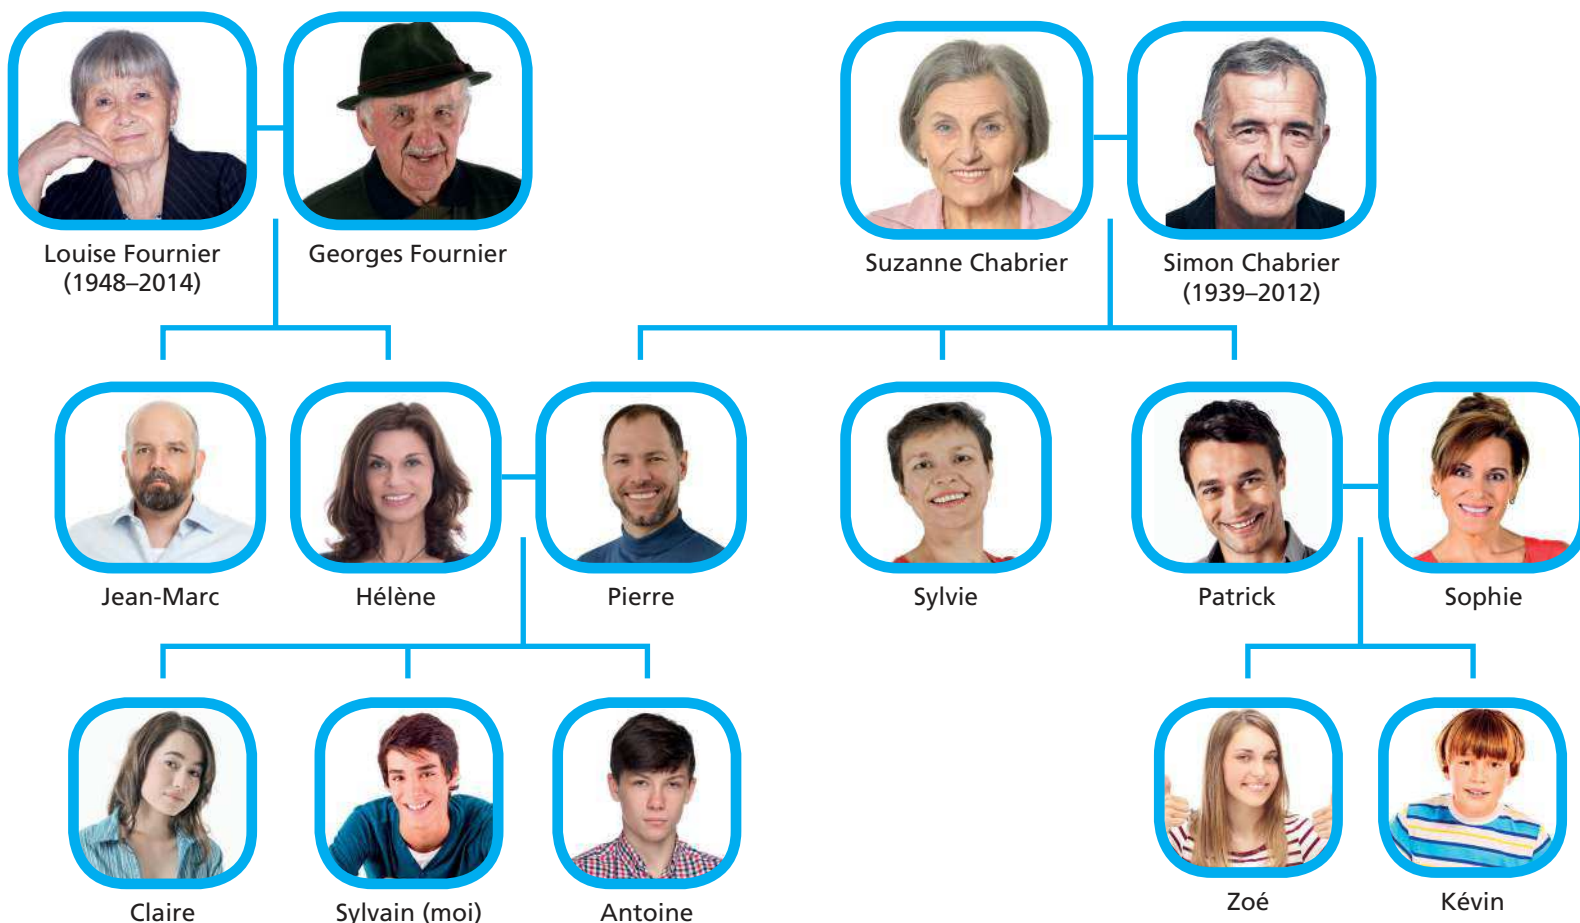 Louise Fournier
(1948–2014)
Georges Fournier
Suzanne Chabrier
Simon Chabrier
(1939–2012)
Jean-Marc
Hélène
Pierre
Sylvie
Patrick
Sophie
Claire
Sylvain (moi)
Antoine
Zoé
Kévin